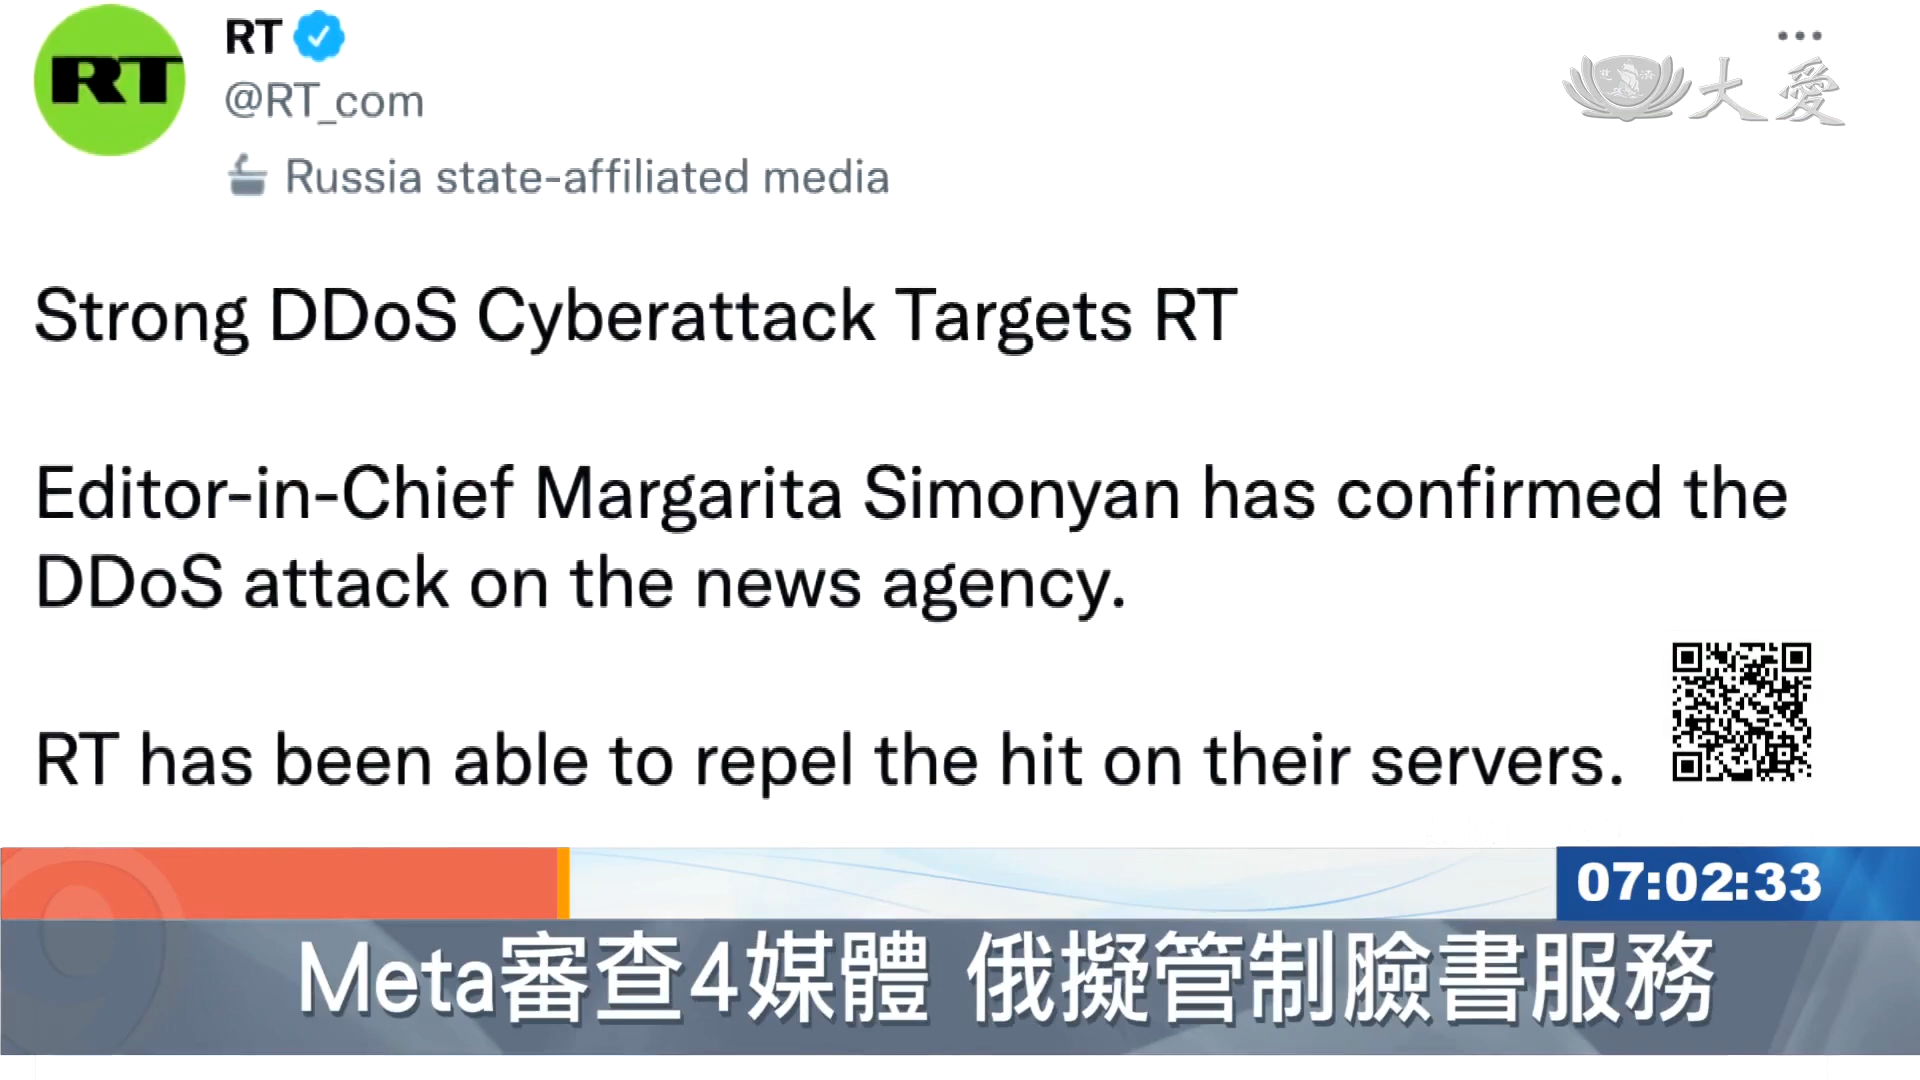 RT
RT
@RT_com
Russia state-affiliated media
大愛
Strong DDoS Cyberattack Targets RT
Editor-in-Chief Margarita Simonyan has confirmed the
DDoS attack on the news agency.
RT has been able to repel the hit on their servers.
07:02:33
Meta審查4媒體 俄擬管制臉書服務